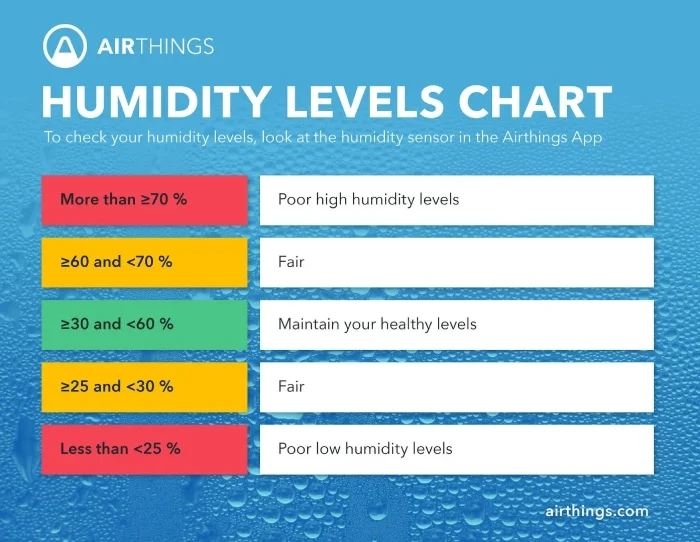 AIRTHINGS
HUMIDITY LEVELS CHART
To check your humidity levels, look at the humidity sensor in the Airthings App
More than ≥70 % Poor high humidity levels
≥60 and <70 % Fair
≥30 and <60 % Maintain your healthy levels
≥25 and <30 % Fair
Less than <25 % Poor low humidity levels
airthings.com